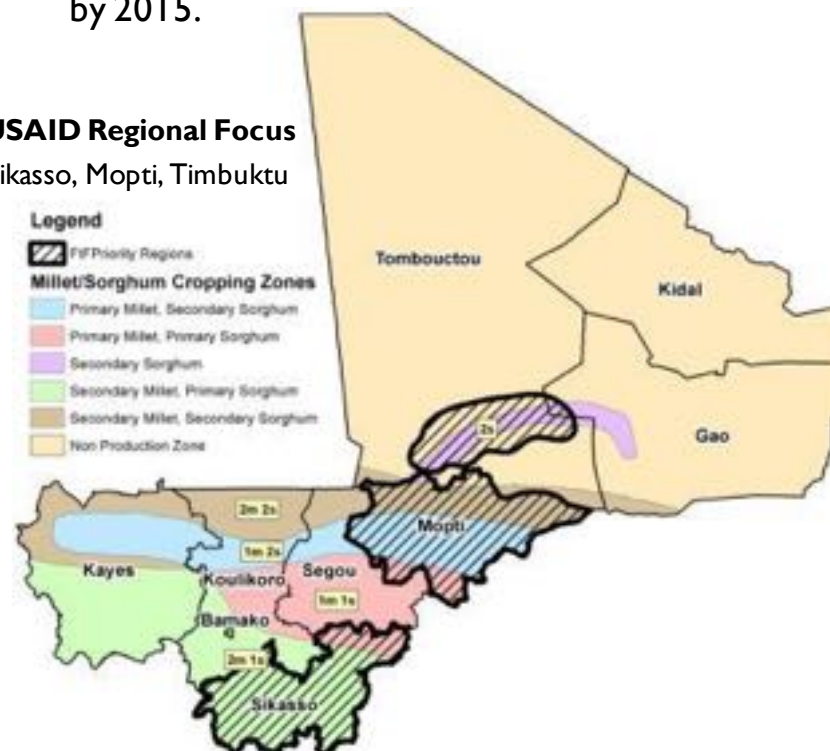 by 2015.
USAID Regional Focus
ikasso, Mopti, Timbuktu
Legend
FtF Priority Regions
Millet/Sorghum Cropping Zones
Primary Millet, Secondary Sorghum
Primary Millet, Primary Sorghum
Secondary Sorghum
Secondary Millet, Primary Sorghum
Secondary Millet, Secondary Sorghum
Non Production Zone
Tombouctou
Kidal
Gao
2s
2m 2s
Mopti
1m 2s
Kayes
Koulikoro
Segou
1m 1s
Bamako
2m 1s
Sikasso